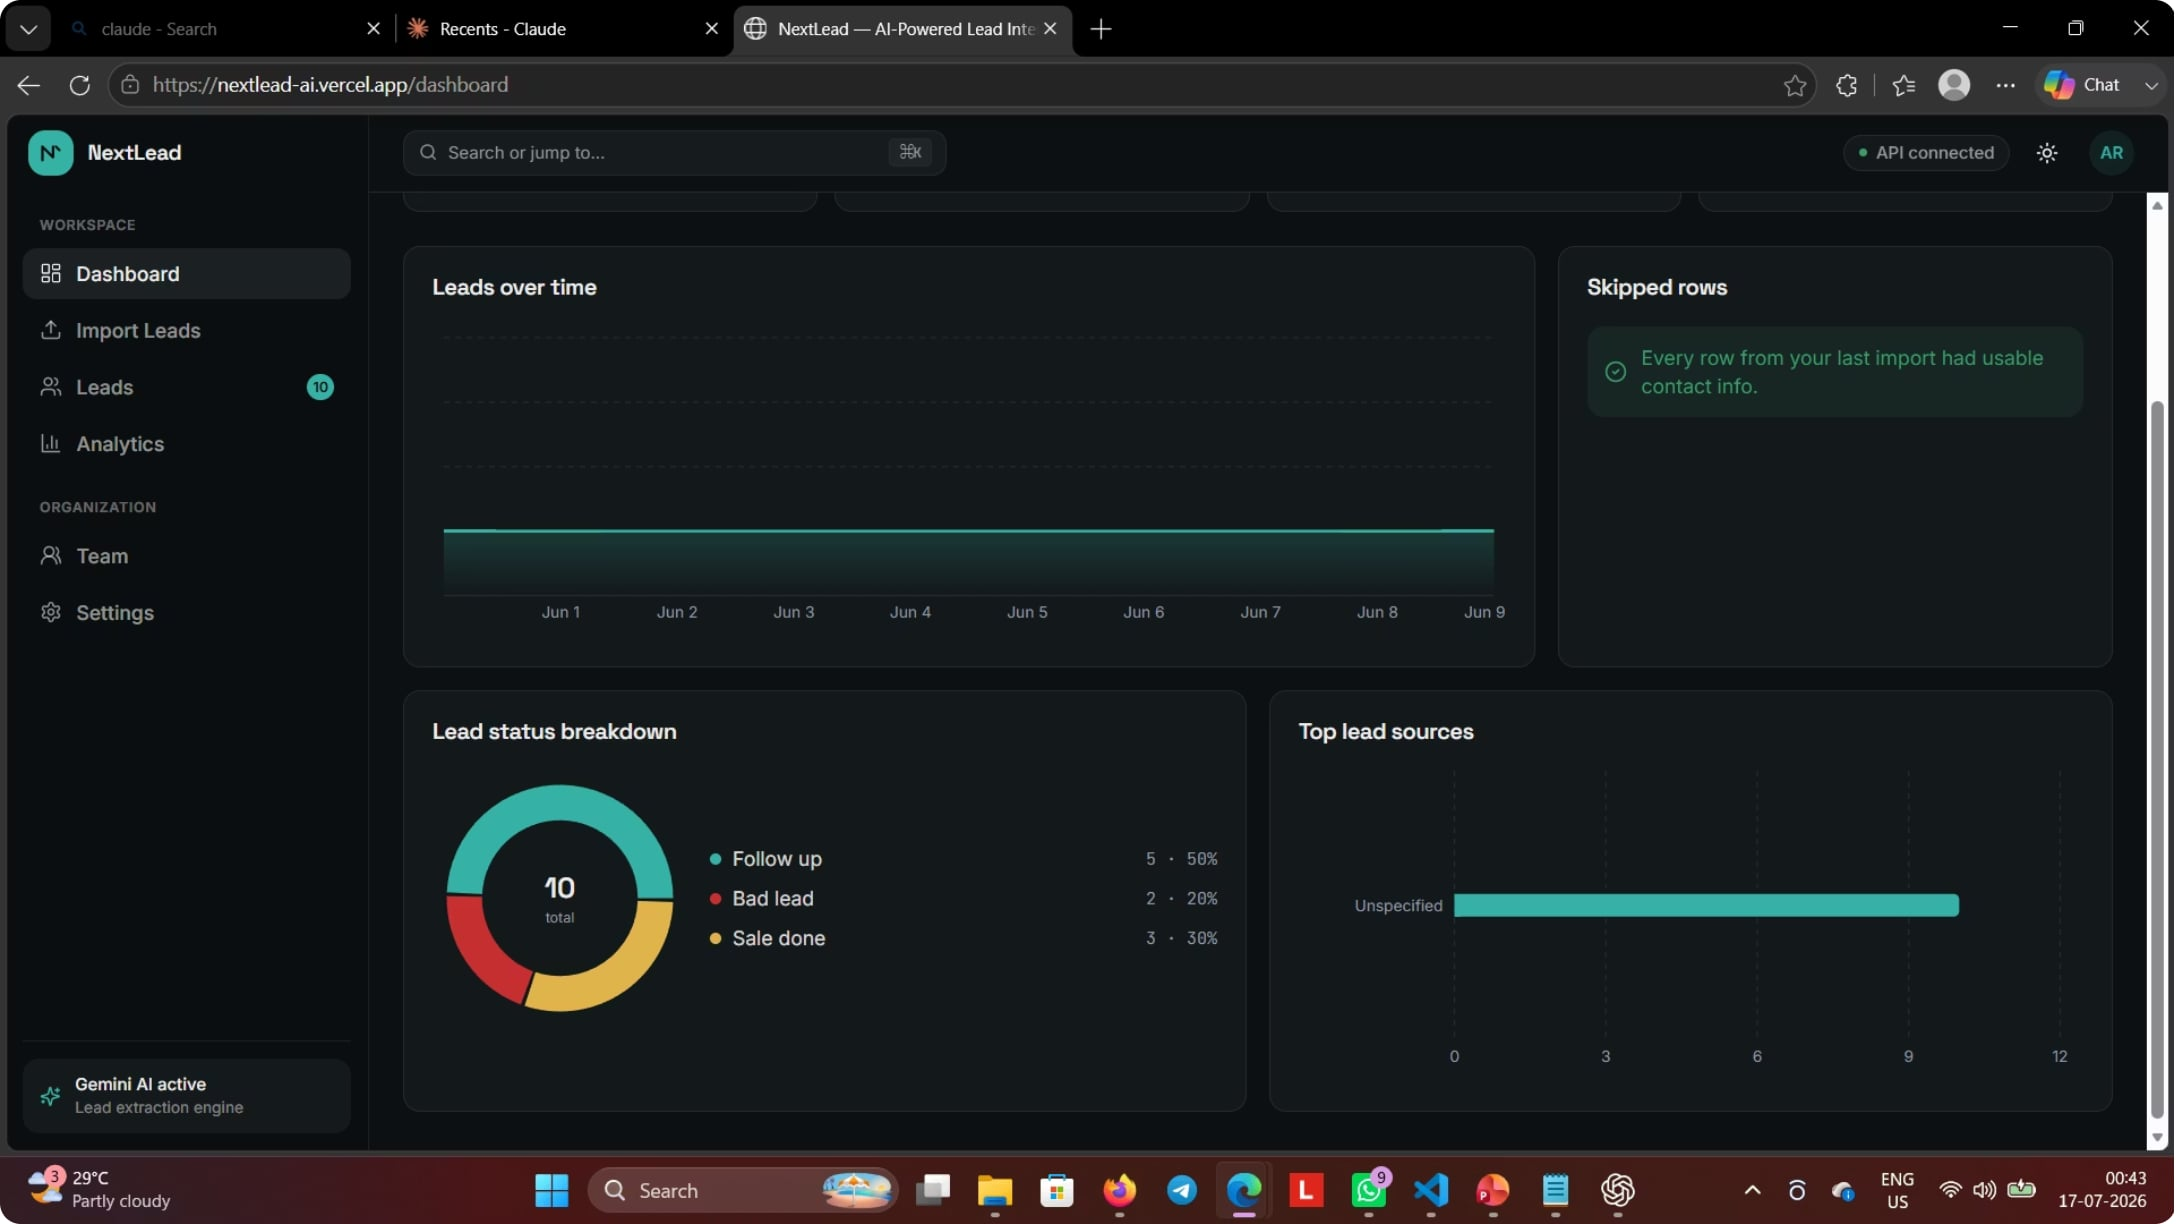 claude - Search
Recents - Claude
NextLead — AI-Powered Lead Inte
https://nextlead-ai.vercel.app/dashboard
Chat
NextLead
Search or jump to...
⌘K
API connected
AR
WORKSPACE
Dashboard
Import Leads
Leads
10
Analytics
ORGANIZATION
Team
Settings
Gemini AI active
Lead extraction engine
Leads over time
Jun 1 Jun 2 Jun 3 Jun 4 Jun 5 Jun 6 Jun 7 Jun 8 Jun 9
Skipped rows
Every row from your last import had usable
contact info.
Lead status breakdown
10
total
Follow up 5 · 50%
Bad lead 2 · 20%
Sale done 3 · 30%
Top lead sources
Unspecified
0 3 6 9 12
3
29°C
Partly cloudy
Search
L
9
P
ENG
US
00:43
17-07-2026